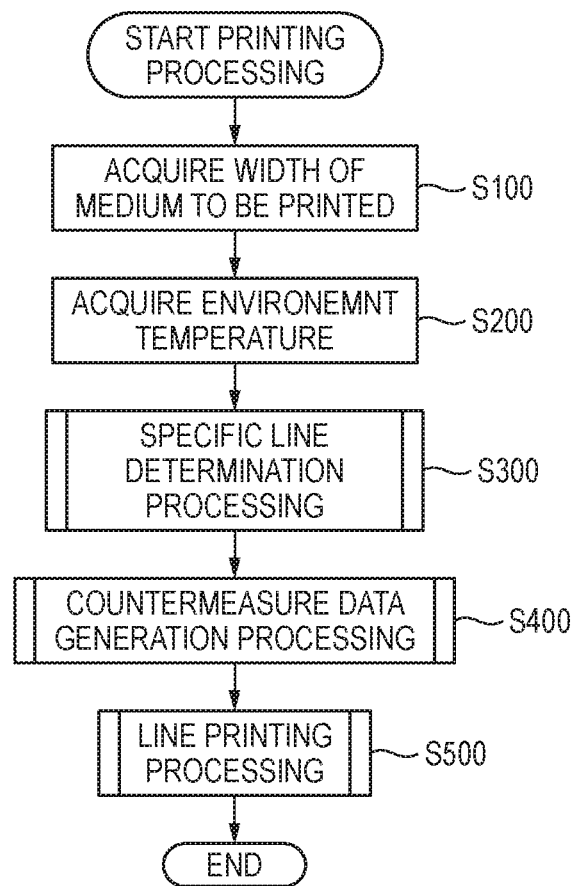 START PRINTING
PROCESSING
ACQUIRE WIDTH OF
MEDIUM TO BE PRINTED
S100
ACQUIRE ENVIRONEMNT
TEMPERATURE
S200
SPECIFIC LINE
DETERMINATION
PROCESSING
S300
COUNTERMEASURE DATA
GENERATION PROCESSING
S400
LINE PRINTING
PROCESSING
S500
END